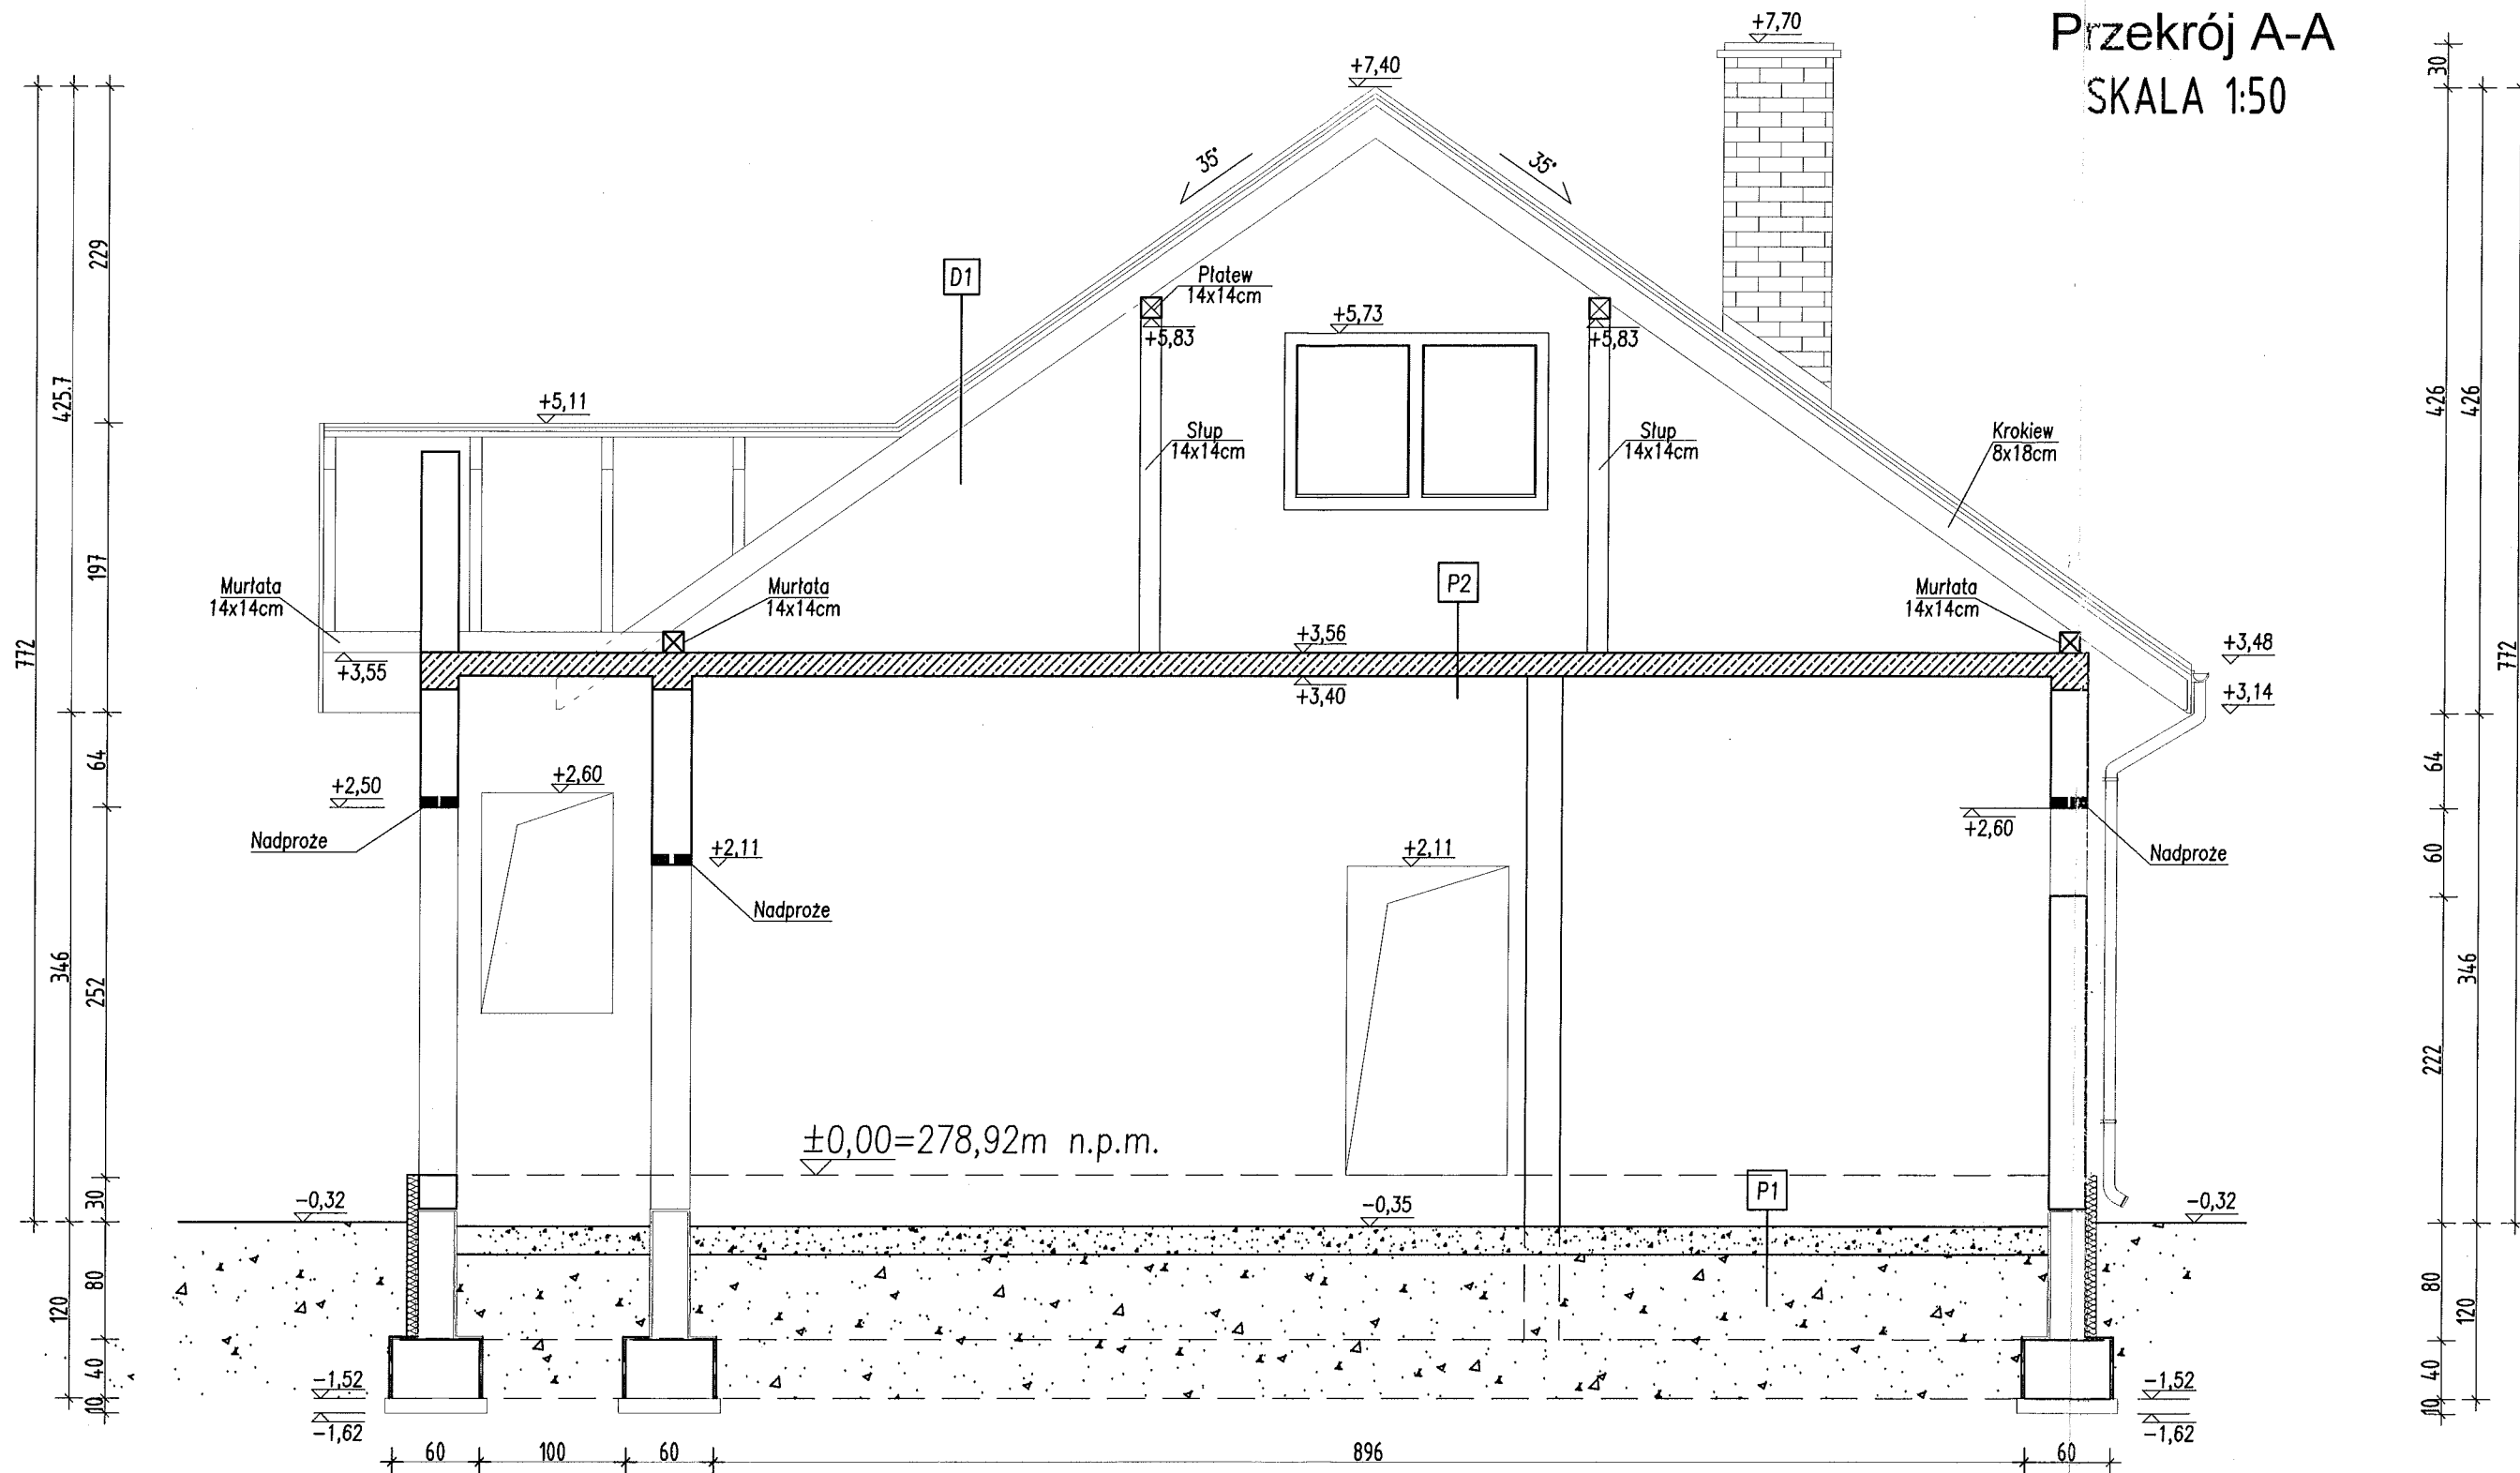 Przekrój A-A
SKALA 1:50
+7,70
+7,40
30
35°
35°
229
D1
Płatew
14x14cm
+5,83
+5,73
+5,83
425.7
+5,11
426
426
Słup
14x14cm
Słup
14x14cm
Krokiew
8x18cm
197
Murłata
14x14cm
Murłata
14x14cm
P2
Murłata
14x14cm
772
+3,55
+3,56
+3,40
+3,48
+3,14
772
64
+2,50
+2,60
64
+2,60
Nadproże
+2,11
+2,11
60
Nadproże
Nadproże
346
252
346
222
±0,00=278,92m n.p.m.
30
-0,32
-0,35
P1
-0,32
80
120
80
120
40
-1,52
-1,52
40
10
-1,62
-1,62
10
60
100
60
896
60